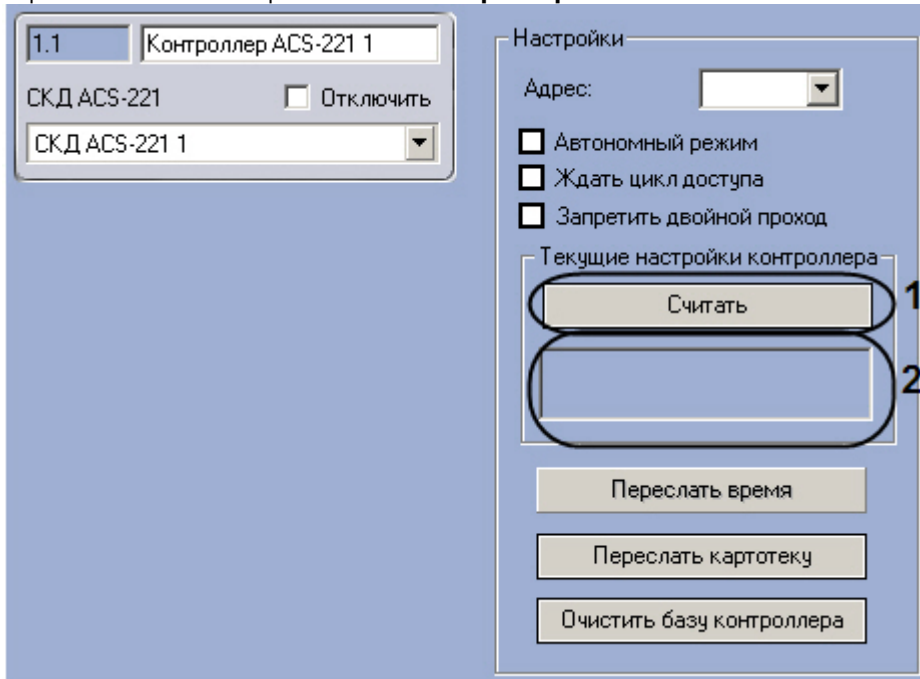 1.1
Контроллер ACS-221 1
СКД ACS-221
Отключить
СКД ACS-221 1
Настройки
Адрес:
Автономный режим
Ждать цикл доступа
Запретить двойной проход
Текущие настройки контроллера
Считать
1
2
Переслать время
Переслать картотеку
Очистить базу контроллера